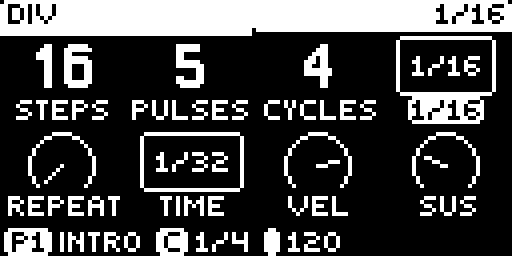 DIV 1/16
16 5 4 1/16
STEPS PULSES CYCLES 1/16
1/32
REPEAT TIME VEL SUS
P1 INTRO C 1/4 120